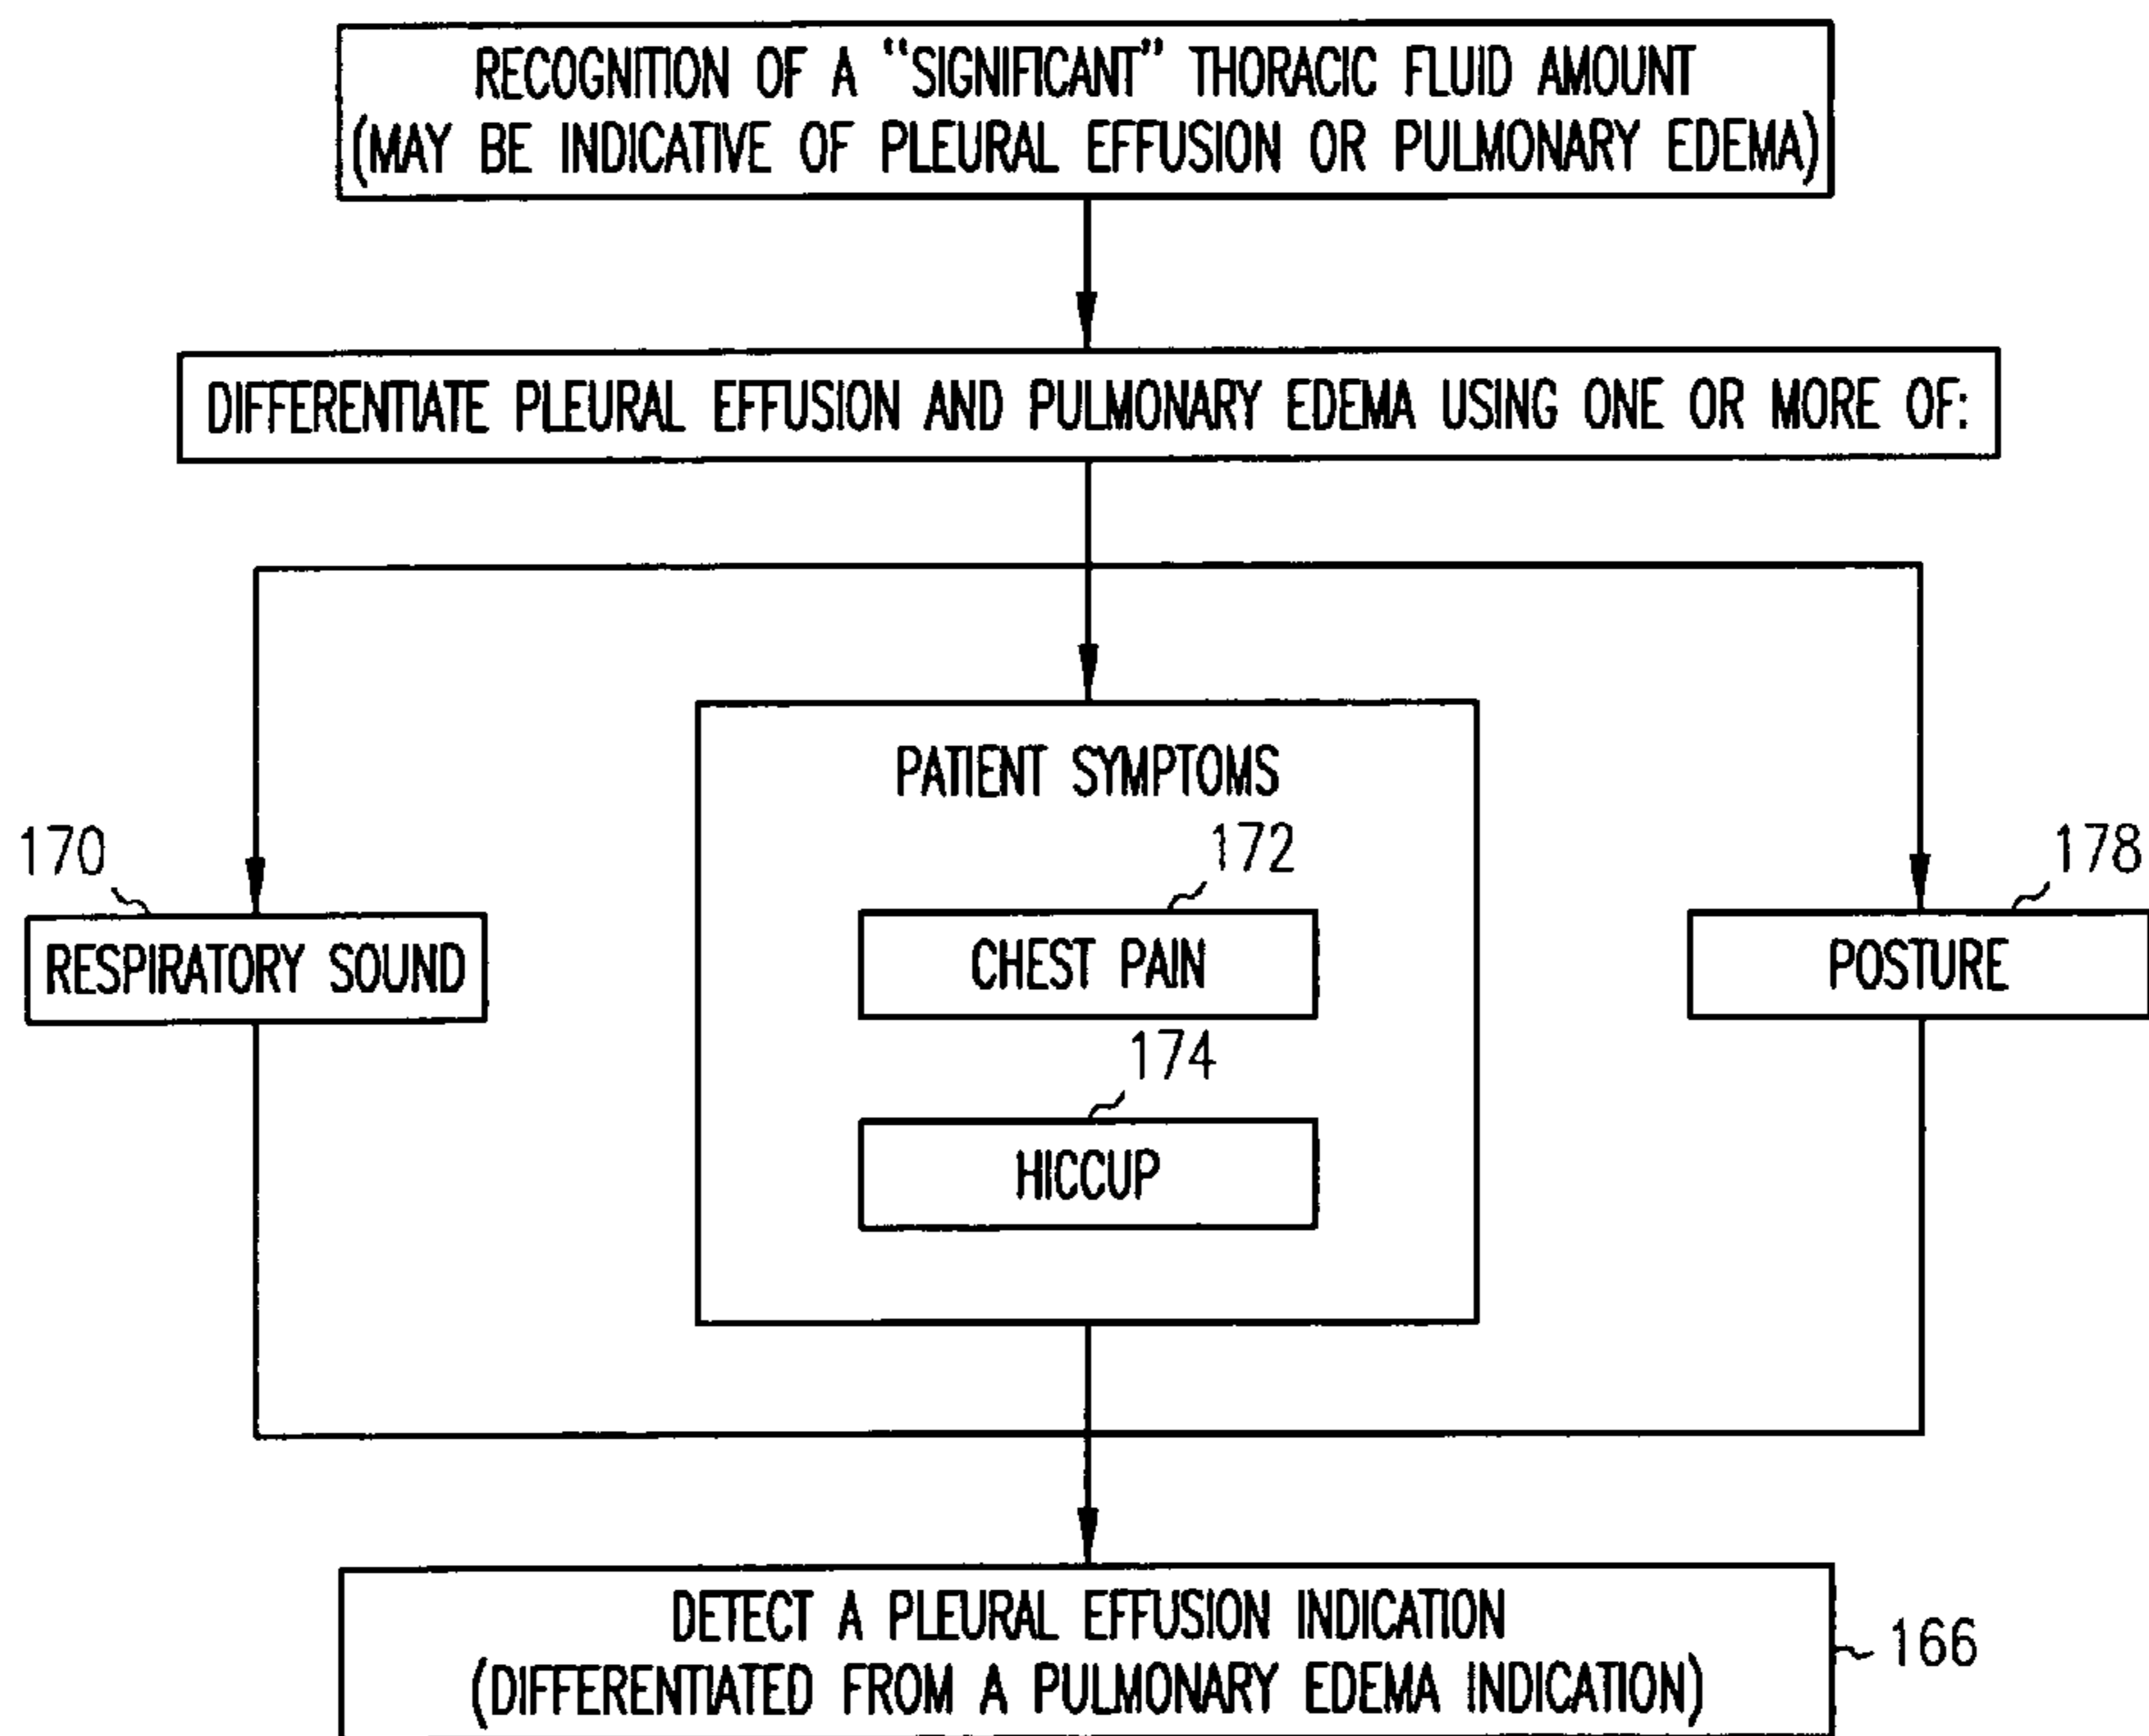 RECOGNITION OF A “SIGNIFICANT” THORACIC FLUID AMOUNT
(MAY BE INDICATIVE OF PLEURAL EFFUSION OR PULMONARY EDEMA)
DIFFERENTIATE PLEURAL EFFUSION AND PULMONARY EDEMA USING ONE OR MORE OF:
170
RESPIRATORY SOUND
PATIENT SYMPTOMS
172
CHEST PAIN
174
HICCUP
178
POSTURE
DETECT A PLEURAL EFFUSION INDICATION
(DIFFERENTIATED FROM A PULMONARY EDEMA INDICATION)
166